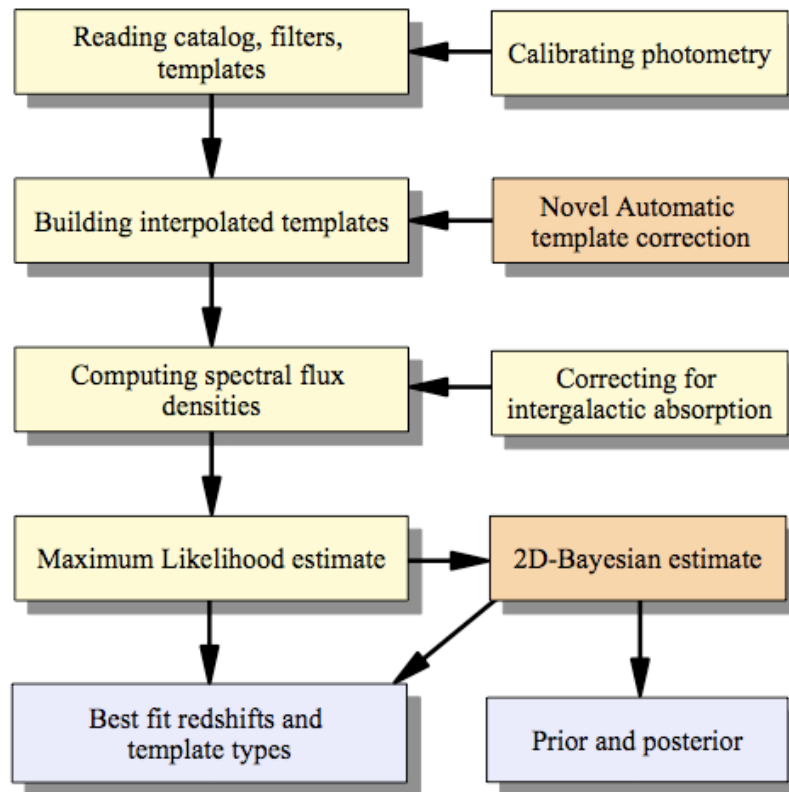 Reading catalog, filters,
templates
Calibrating photometry
Building interpolated templates
Novel Automatic
template correction
Computing spectral flux
densities
Correcting for
intergalactic absorption
Maximum Likelihood estimate
2D-Bayesian estimate
Best fit redshifts and
template types
Prior and posterior